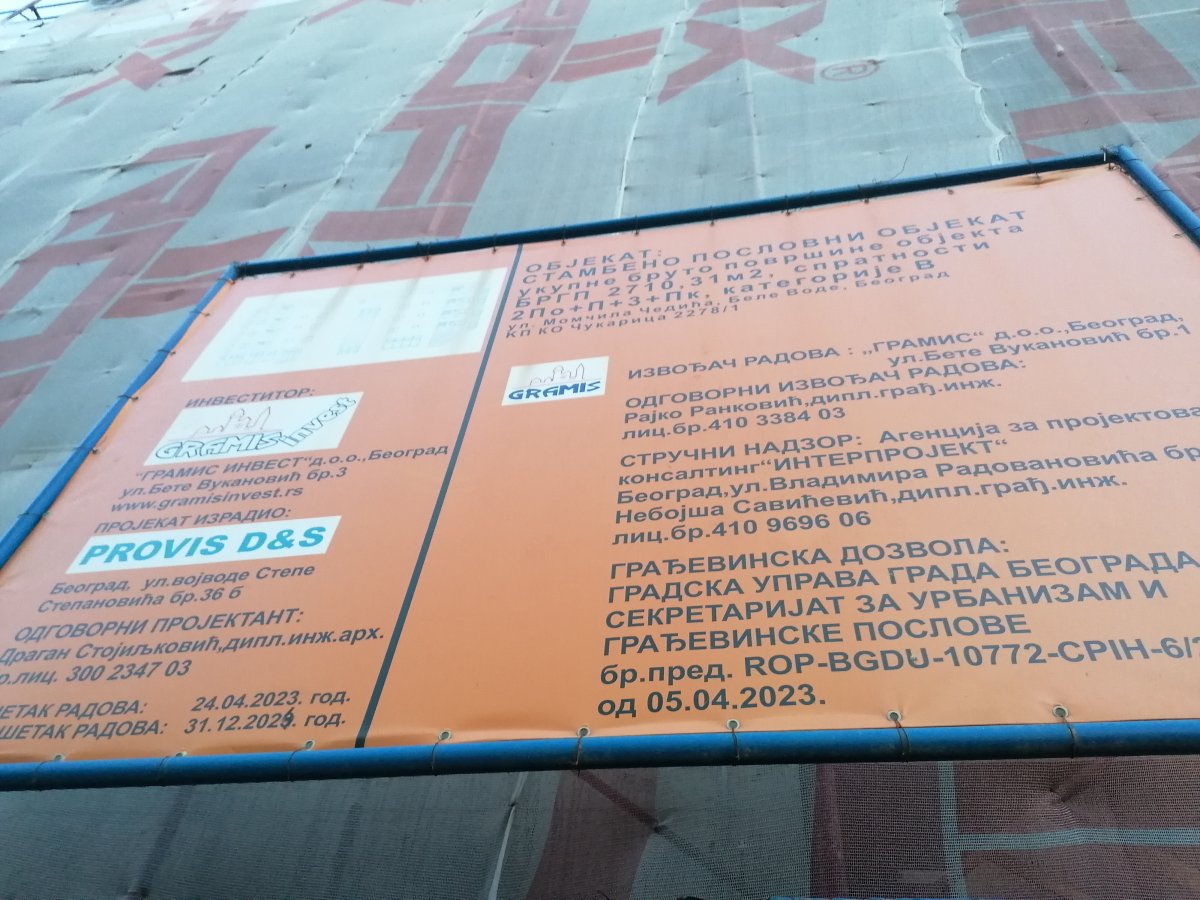 ИНВЕСТИТОР:
GRAMIS invest
"ГРАМИС ИНВЕСТ"д.о.о.,Београд
ул.Бете Вукановић бр.3
www.gramisinvest.rs
ПРОЈЕКАТ ИЗРАДИО:
PROVIS D&S
Београд, ул.војводе Степе
Степановића бр.36 б
ОДГОВОРНИ ПРОЈЕКТАНТ:
Драган Стојиљковић,дипл.инж.арх.
р.лиц. 300 2347 03
ЧЕТАК РАДОВА: 24.04.2023. год.
ШЕТАК РАДОВА: 31.12.2024. год.
ОБЈЕКАТ:
СТАМБЕНО ПОСЛОВНИ ОБЈЕКАТ
укупне бруто површине објекта
БРГП 2710,31м2, спратности
2По+П+3+Пк, категорије В
ул. Момчила Чедића, Беле Воде, Београд
КП КО Чукарица 2278/1
GRAMIS
ИЗВОЂАЧ РАДОВА : „ГРАМИС“ д.о.о.,Београд,
ул.Бете Вукановић бр.1
ОДГОВОРНИ ИЗВОЂАЧ РАДОВА:
Рајко Ранковић,дипл.грађ.инж.
лиц.бр.410 3384 03
СТРУЧНИ НАДЗОР: Агенција за пројектова
консалтинг“ИНТЕРПРОЈЕКТ“
Београд,ул.Владимира Радовановића бр
Небојша Савићевић,дипл.грађ.инж.
лиц.бр.410 9696 06
ГРАЂЕВИНСКА ДОЗВОЛА:
ГРАДСКА УПРАВА ГРАДА БЕОГРАДА
СЕКРЕТАРИЈАТ ЗА УРБАНИЗАМ И
ГРАЂЕВИНСКЕ ПОСЛОВЕ
бр.пред. ROP-BGDU-10772-CPIH-6/2
од 05.04.2023.